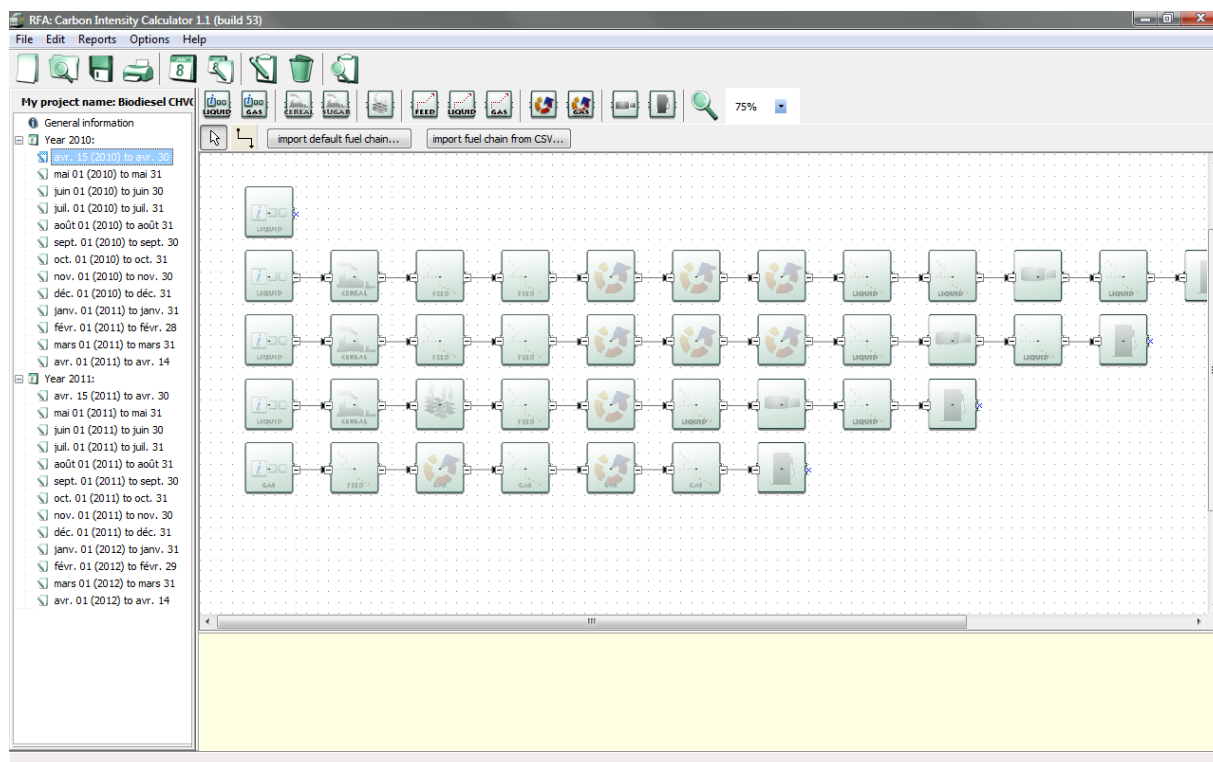 RFA: Carbon Intensity Calculator 1.1 (build 53)
File Edit Reports Options Help
8 8
My project name: Biodiesel CHV
LIQUID GAS CEREAL SUGAR FEED LIQUID GAS GAS 75%
import default fuel chain... import fuel chain from CSV...
General information
Year 2010:
avr. 15 (2010) to avr. 30
mai 01 (2010) to mai 31
juin 01 (2010) to juin 30
juil. 01 (2010) to juil. 31
août 01 (2010) to août 31
sept. 01 (2010) to sept. 30
oct. 01 (2010) to oct. 31
nov. 01 (2010) to nov. 30
déc. 01 (2010) to déc. 31
janv. 01 (2011) to janv. 31
févr. 01 (2011) to févr. 28
mars 01 (2011) to mars 31
avr. 01 (2011) to avr. 14
Year 2011:
avr. 15 (2011) to avr. 30
mai 01 (2011) to mai 31
juin 01 (2011) to juin 30
juil. 01 (2011) to juil. 31
août 01 (2011) to août 31
sept. 01 (2011) to sept. 30
oct. 01 (2011) to oct. 31
nov. 01 (2011) to nov. 30
déc. 01 (2011) to déc. 31
janv. 01 (2012) to janv. 31
févr. 01 (2012) to févr. 29
mars 01 (2012) to mars 31
avr. 01 (2012) to avr. 14
LIQUID
LIQUID CEREAL FEED FEED LIQUID LIQUID LIQUID
LIQUID CEREAL FEED FEED LIQUID LIQUID
LIQUID CEREAL FEED LIQUID LIQUID
GAS FEED GAS GAS GAS GAS